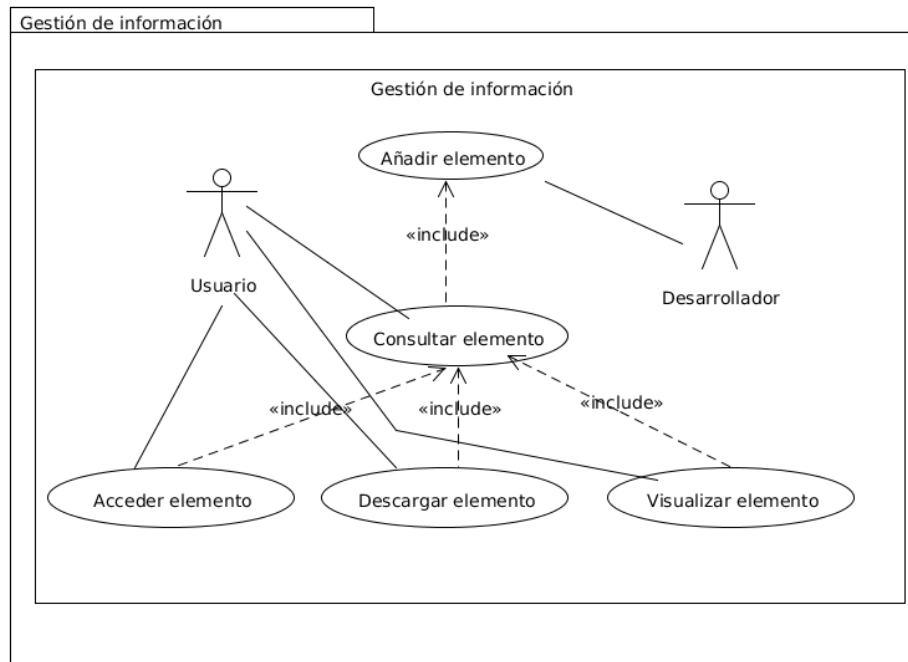 Gestión de información
Gestión de información
Añadir elemento
«include»
Usuario
Desarrollador
Consultar elemento
«include»
«include»
«include»
Acceder elemento
Descargar elemento
Visualizar elemento